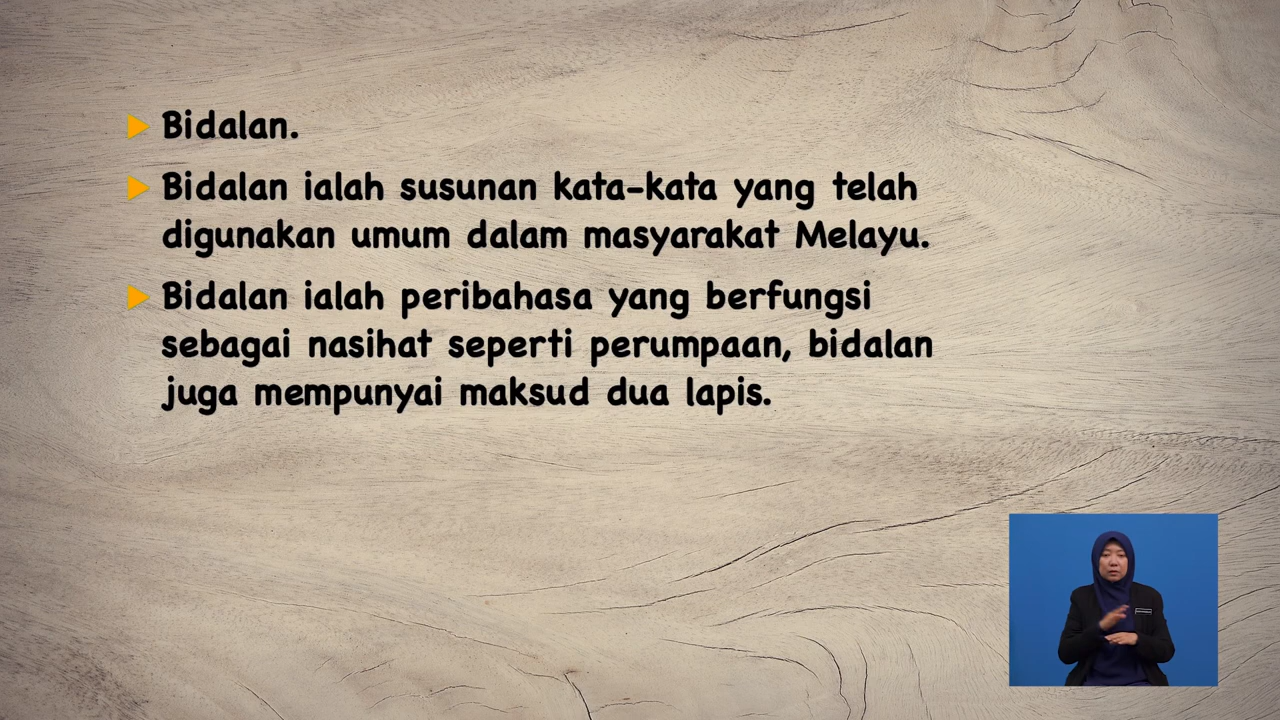 Bidalan.
Bidalan ialah susunan kata-kata yang telah
digunakan umum dalam masyarakat Melayu.
Bidalan ialah peribahasa yang berfungsi
sebagai nasihat seperti perumpaan, bidalan
juga mempunyai maksud dua lapis.